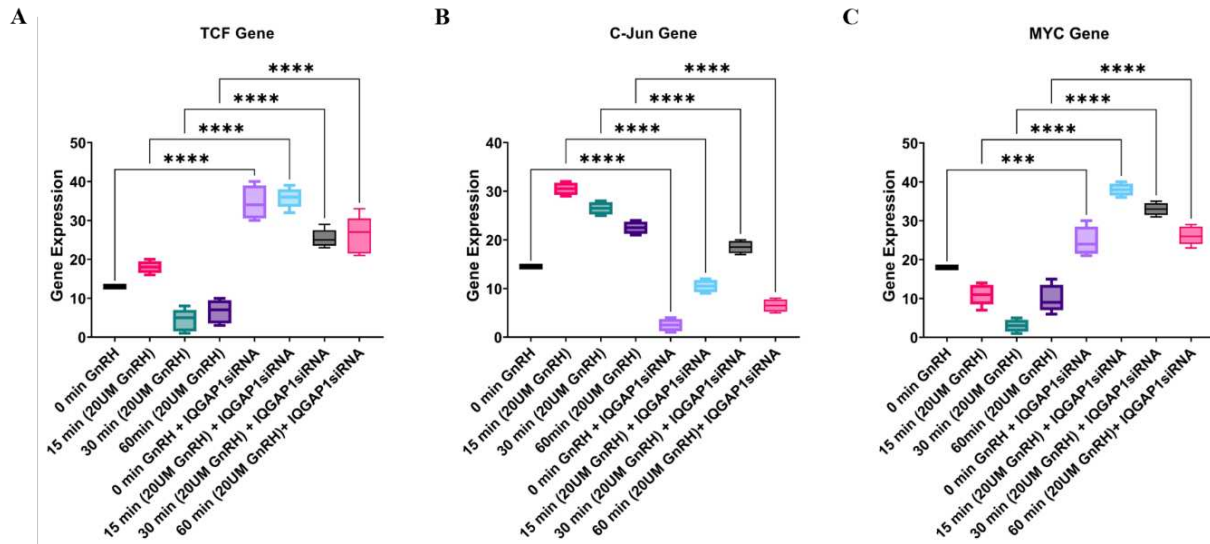 A
TCF Gene
****
****
****
****
50
40
30
20
10
0
Gene Expression
0 min GnRH
15 min (20UM GnRH)
30 min (20UM GnRH)
60min (20UM GnRH)
0 min GnRH + IQGAP1siRNA
15 min (20UM GnRH) + IQGAP1siRNA
30 min (20UM GnRH) + IQGAP1siRNA
60 min (20UM GnRH)+ IQGAP1siRNA
B
C-Jun Gene
****
****
****
****
40
30
20
10
0
Gene Expression
0 min GnRH
15 min (20UM GnRH)
30 min (20UM GnRH)
60 min (20UM GnRH)
0 min GnRH + IQGAP1siRNA
15 min (20UM GnRH) + IQGAP1siRNA
30 min (20UM GnRH) + IQGAP1siRNA
60 min (20UM GnRH)+ IQGAP1siRNA
C
MYC Gene
****
****
****
***
50
40
30
20
10
0
Gene Expression
0 min GnRH
15 min (20UM GnRH)
30 min (20UM GnRH)
60 min (20UM GnRH)
0 min GnRH + IQGAP1siRNA
15 min (20UM GnRH) + IQGAP1siRNA
30 min (20UM GnRH) + IQGAP1siRNA
60 min (20UM GnRH)+ IQGAP1siRNA